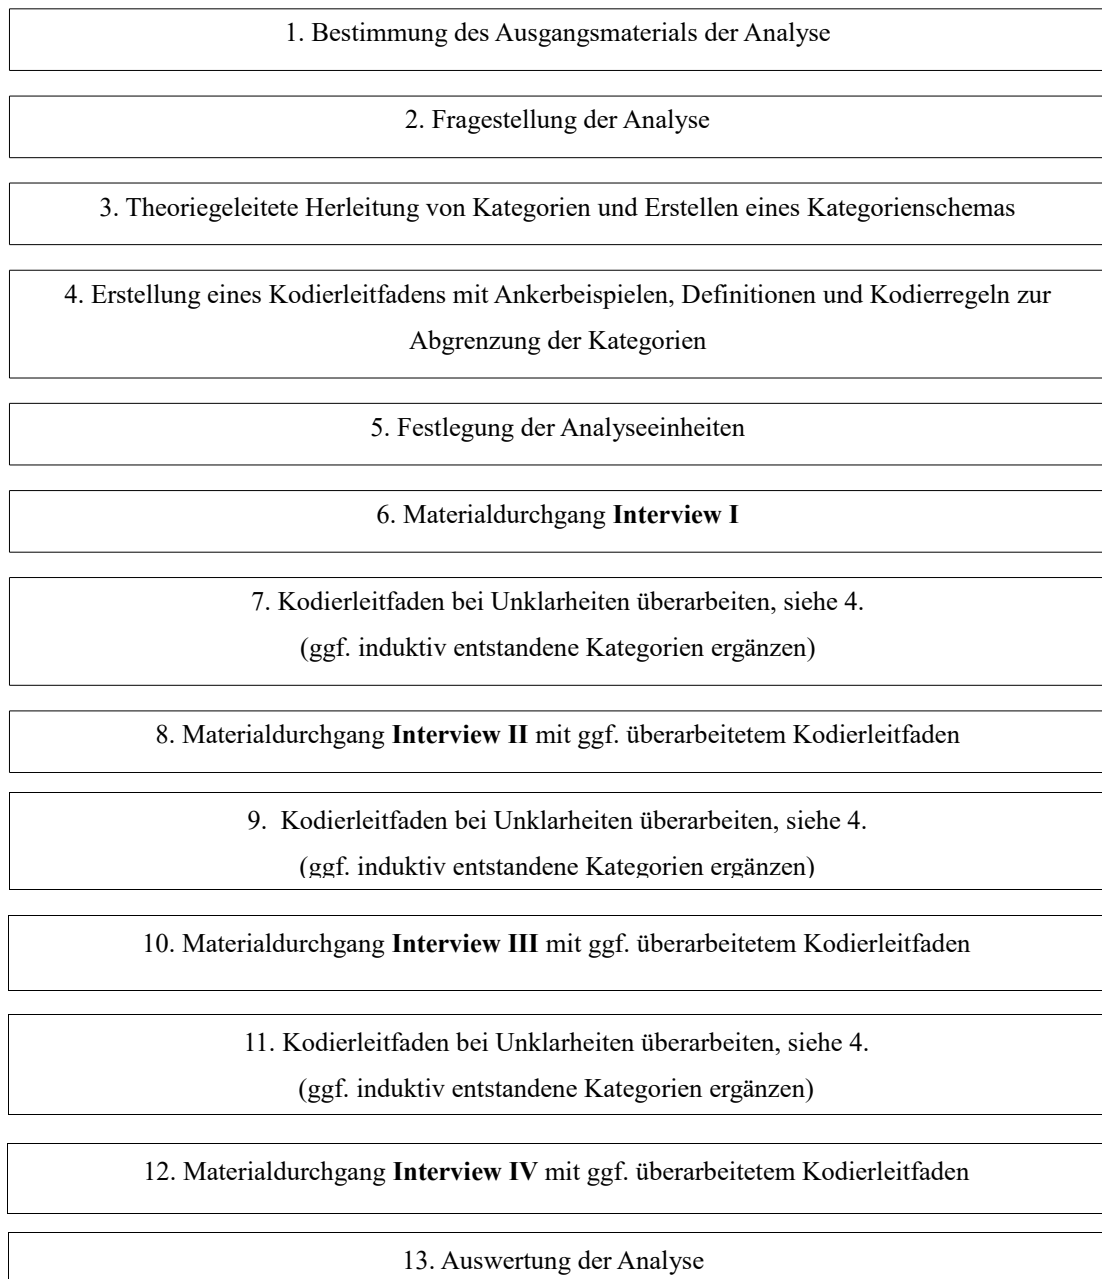 1. Bestimmung des Ausgangsmaterials der Analyse
2. Fragestellung der Analyse
3. Theoriegeleitete Herleitung von Kategorien und Erstellen eines Kategorienschemas
4. Erstellung eines Kodierleitfadens mit Ankerbeispielen, Definitionen und Kodierregeln zur
Abgrenzung der Kategorien
5. Festlegung der Analyseeinheiten
6. Materialdurchgang Interview I
7. Kodierleitfaden bei Unklarheiten überarbeiten, siehe 4.
(ggf. induktiv entstandene Kategorien ergänzen)
8. Materialdurchgang Interview II mit ggf. überarbeitetem Kodierleitfaden
9. Kodierleitfaden bei Unklarheiten überarbeiten, siehe 4.
(ggf. induktiv entstandene Kategorien ergänzen)
10. Materialdurchgang Interview III mit ggf. überarbeitetem Kodierleitfaden
11. Kodierleitfaden bei Unklarheiten überarbeiten, siehe 4.
(ggf. induktiv entstandene Kategorien ergänzen)
12. Materialdurchgang Interview IV mit ggf. überarbeitetem Kodierleitfaden
13. Auswertung der Analyse